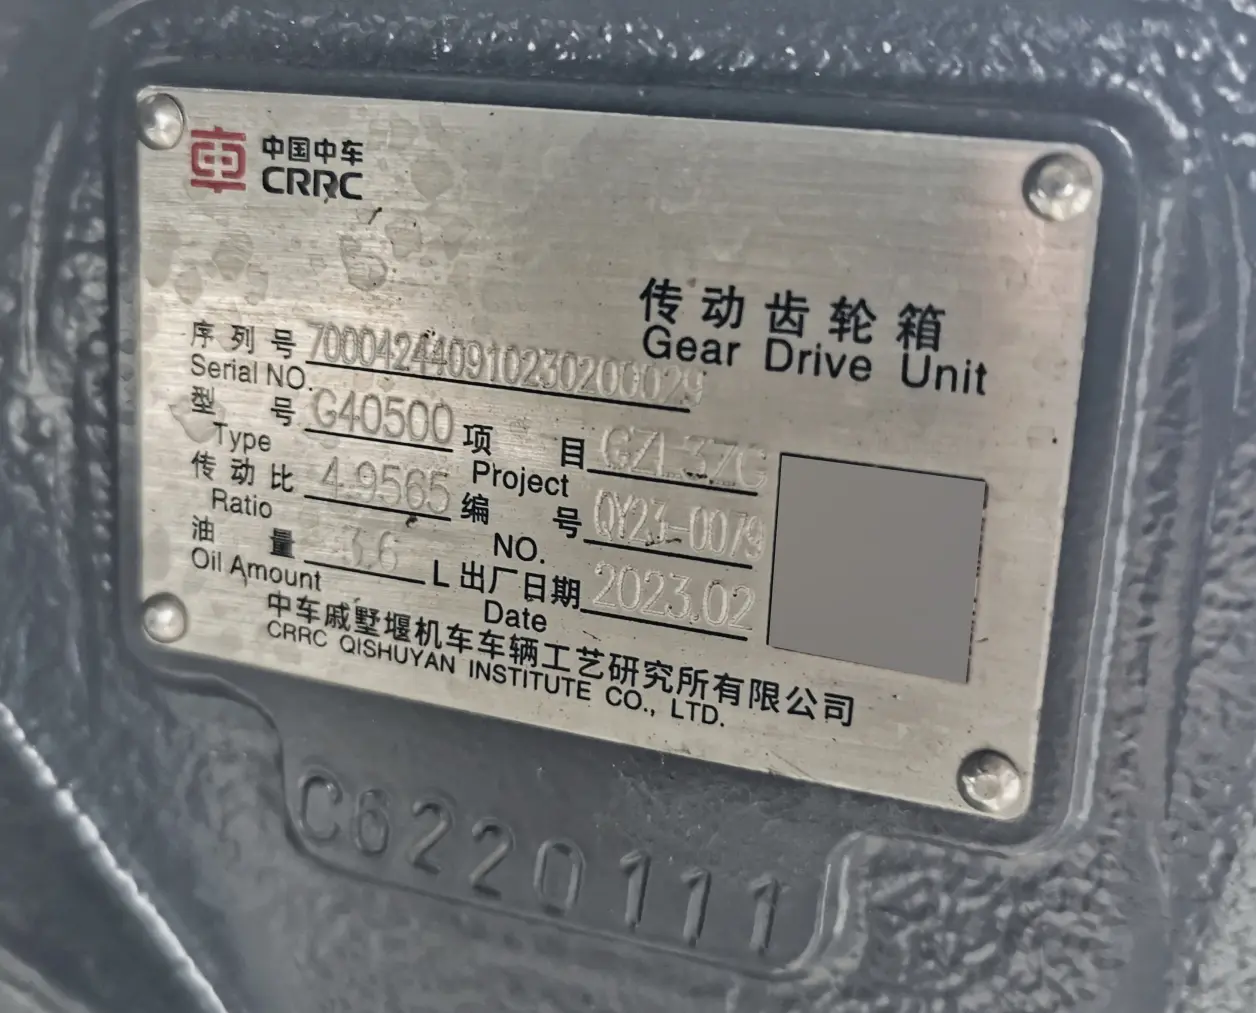 中国中车
CRRC
传动齿轮箱
Gear Drive Unit
序列号 700042440910230200029
Serial NO.
型号 G40500 项目 GZL37G
Type Project
传动比 4.9565 编号 QY23-0079
Ratio NO.
油量 3.6 L 出厂日期 2023.02
Oil Amount Date
中车戚墅堰机车车辆工艺研究所有限公司
CRRC QISHUYAN INSTITUTE CO., LTD.
C6220111